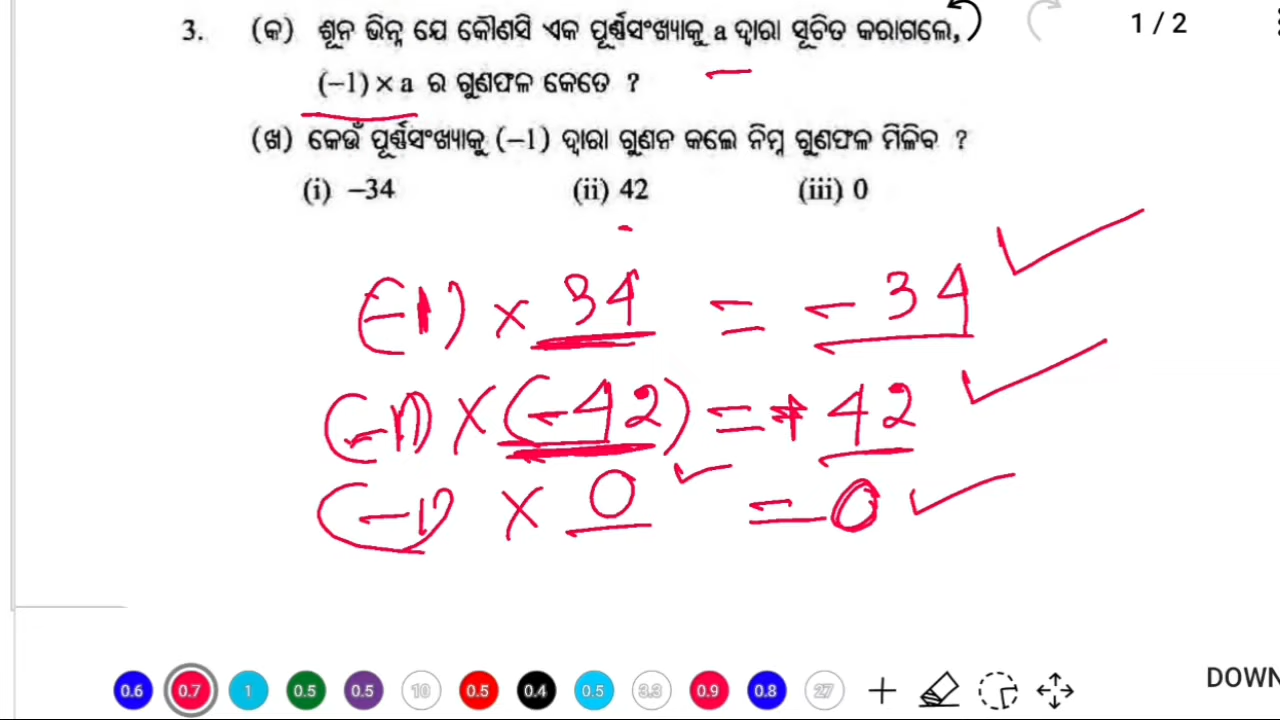 3. (କ) ଶୂନ ଭିନ୍ନ ଯେ କୌଣସି ଏକ ପୂର୍ଣ୍ଣସଂଖ୍ୟାକୁ a ଦ୍ୱାରା ସୂଚିତ କରାଗଲେ,
1 / 2
(−1) × a ର ଗୁଣଫଳ କେତେ ?
(ଖ) କେଉଁ ପୂର୍ଣ୍ଣସଂଖ୍ୟାକୁ (−1) ଦ୍ୱାରା ଗୁଣନ କଲେ ନିମ୍ନ ଗୁଣଫଳ ମିଳିବ ?
(i) −34 (ii) 42 (iii) 0
(-1) × 34 = - 34
(-1) × (-42) = + 42
(-1) × 0 = 0
0.6 0.7 1 0.5 0.5 10 0.5 0.4 0.5 3.3 0.9 0.8 27
DOWN